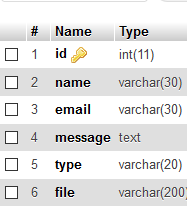 # Name Type
1 id int(11)
2 name varchar(30)
3 email varchar(30)
4 message text
5 type varchar(20)
6 file varchar(200)